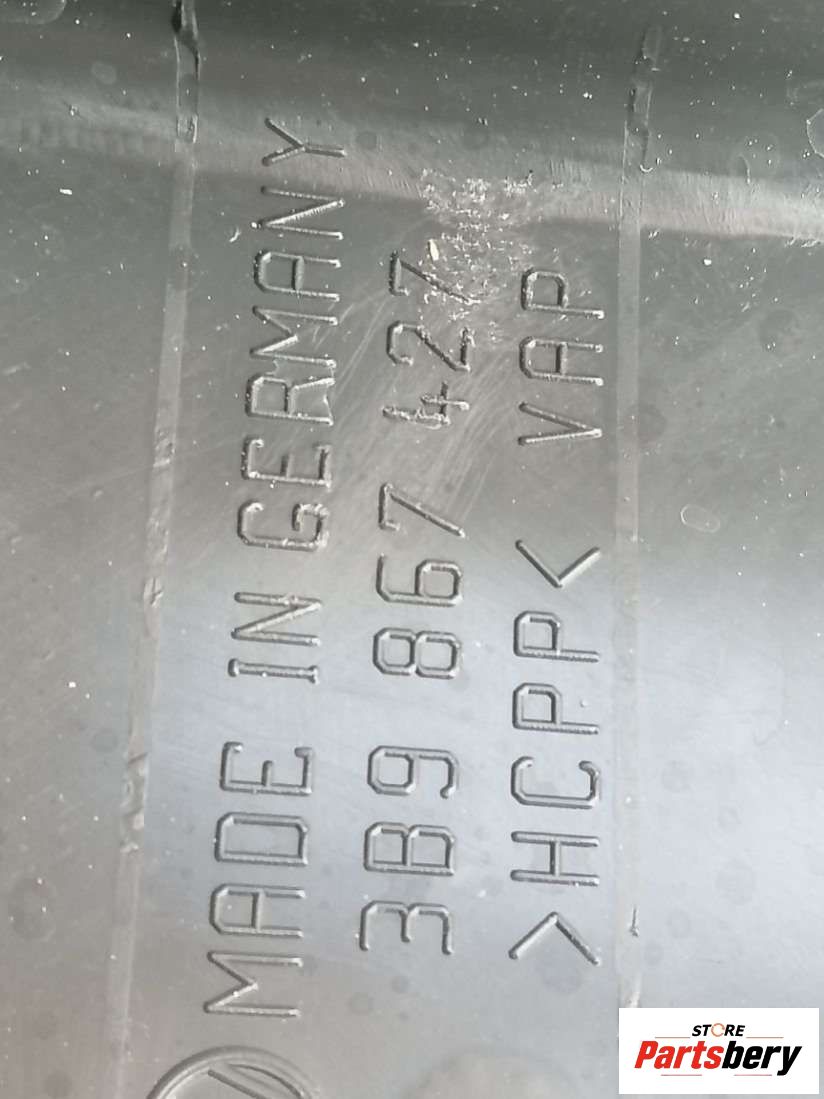 MADE IN GERMANY
3B9 867 427
>HCPP< VAP
STORE
Partsbery